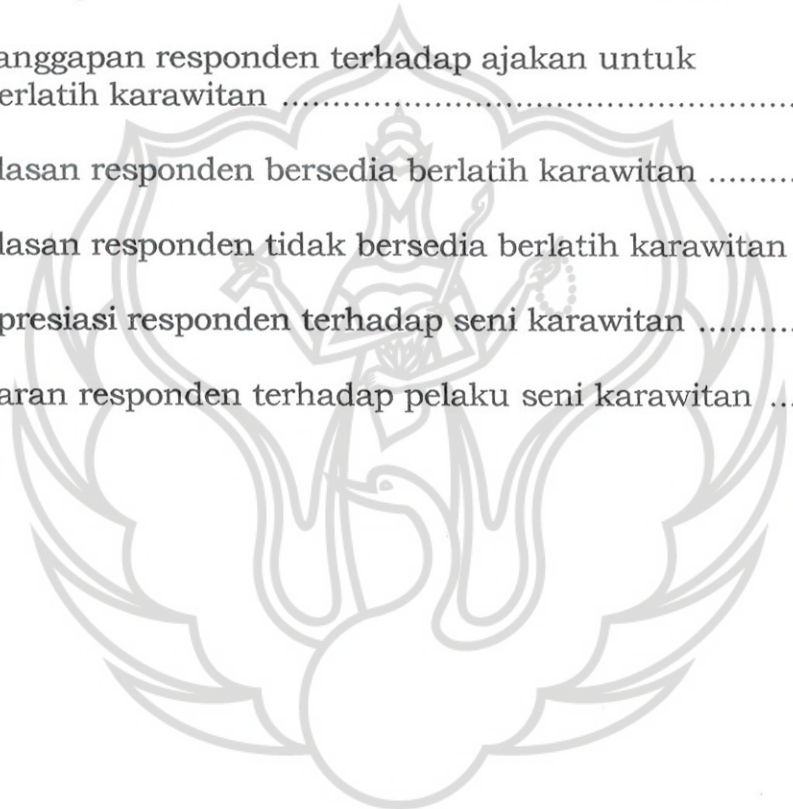 anggapan responden terhadap ajakan untuk
erlatih karawitan ................................................
lasan responden bersedia berlatih karawitan .........
lasan responden tidak bersedia berlatih karawitan
presiasi responden terhadap seni karawitan ..........
aran responden terhadap pelaku seni karawitan ...